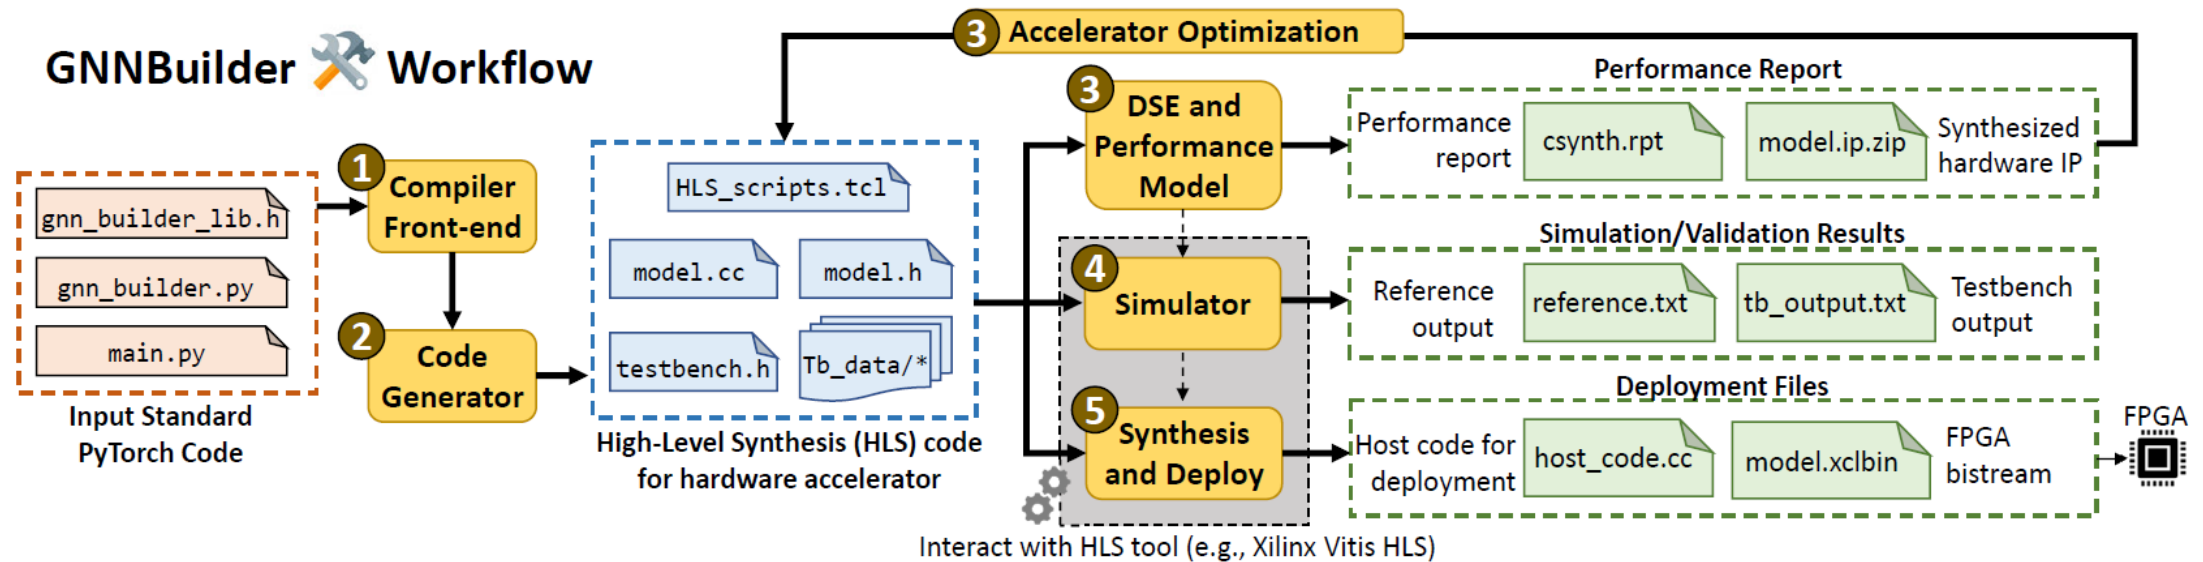 GNNBuilder Workflow
3 Accelerator Optimization
gnn_builder_lib.h
gnn_builder.py
main.py
Input Standard
PyTorch Code
1
Compiler
Front-end
2
Code
Generator
HLS_scripts.tcl
model.cc
model.h
testbench.h
Tb_data/*
High-Level Synthesis (HLS) code
for hardware accelerator
3
DSE and
Performance
Model
4
Simulator
5
Synthesis
and Deploy
Interact with HLS tool (e.g., Xilinx Vitis HLS)
Performance Report
Performance
report
csynth.rpt
model.ip.zip
Synthesized
hardware IP
Simulation/Validation Results
Reference
output
reference.txt
tb_output.txt
Testbench
output
Deployment Files
Host code for
deployment
host_code.cc
model.xclbin
FPGA
bistream
FPGA